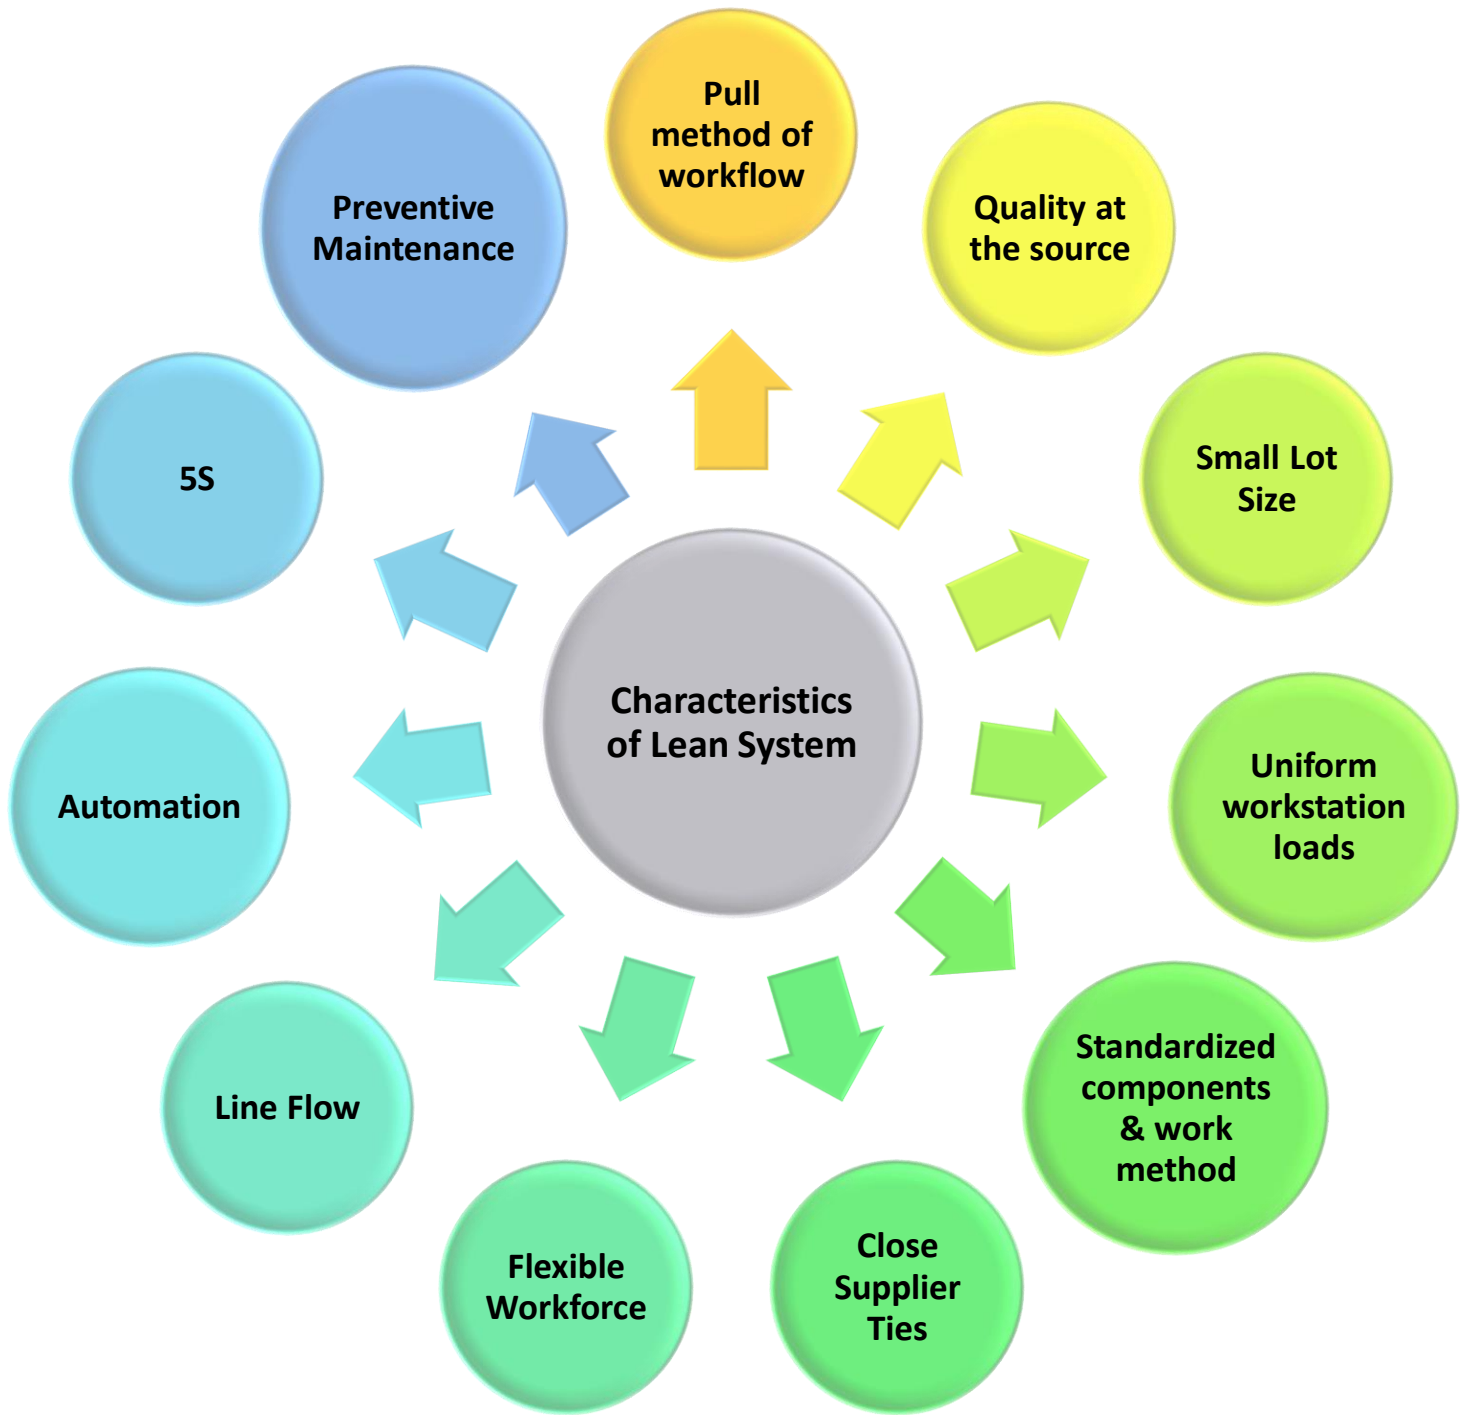 Pull
method of
workflow
Quality at
the source
Small Lot
Size
Uniform
workstation
loads
Standardized
components
& work
method
Close
Supplier
Ties
Flexible
Workforce
Line Flow
Automation
5S
Preventive
Maintenance
Characteristics
of Lean System